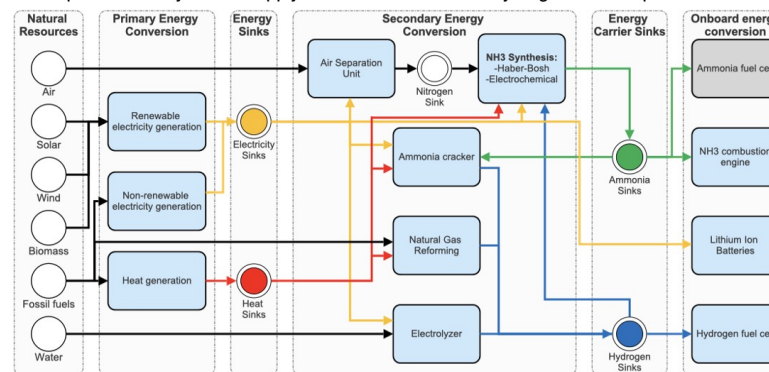 Natural
Resources
Primary Energy
Conversion
Energy
Sinks
Secondary Energy
Conversion
Energy
Carrier Sinks
Onboard energ
conversion
Air
Solar
Wind
Biomass
Fossil fuels
Water
Renewable
electricity generation
Non-renewable
electricity generation
Heat generation
Electricity
Sinks
Heat
Sinks
Air Separation
Unit
Nitrogen
Sink
NH3 Synthesis:
-Haber-Bosh
-Electrochemical
Ammonia cracker
Natural Gas
Reforming
Electrolyzer
Ammonia
Sinks
Hydrogen
Sinks
Ammonia fuel ce
NH3 combustion
engine
Lithium Ion
Batteries
Hydrogen fuel ce